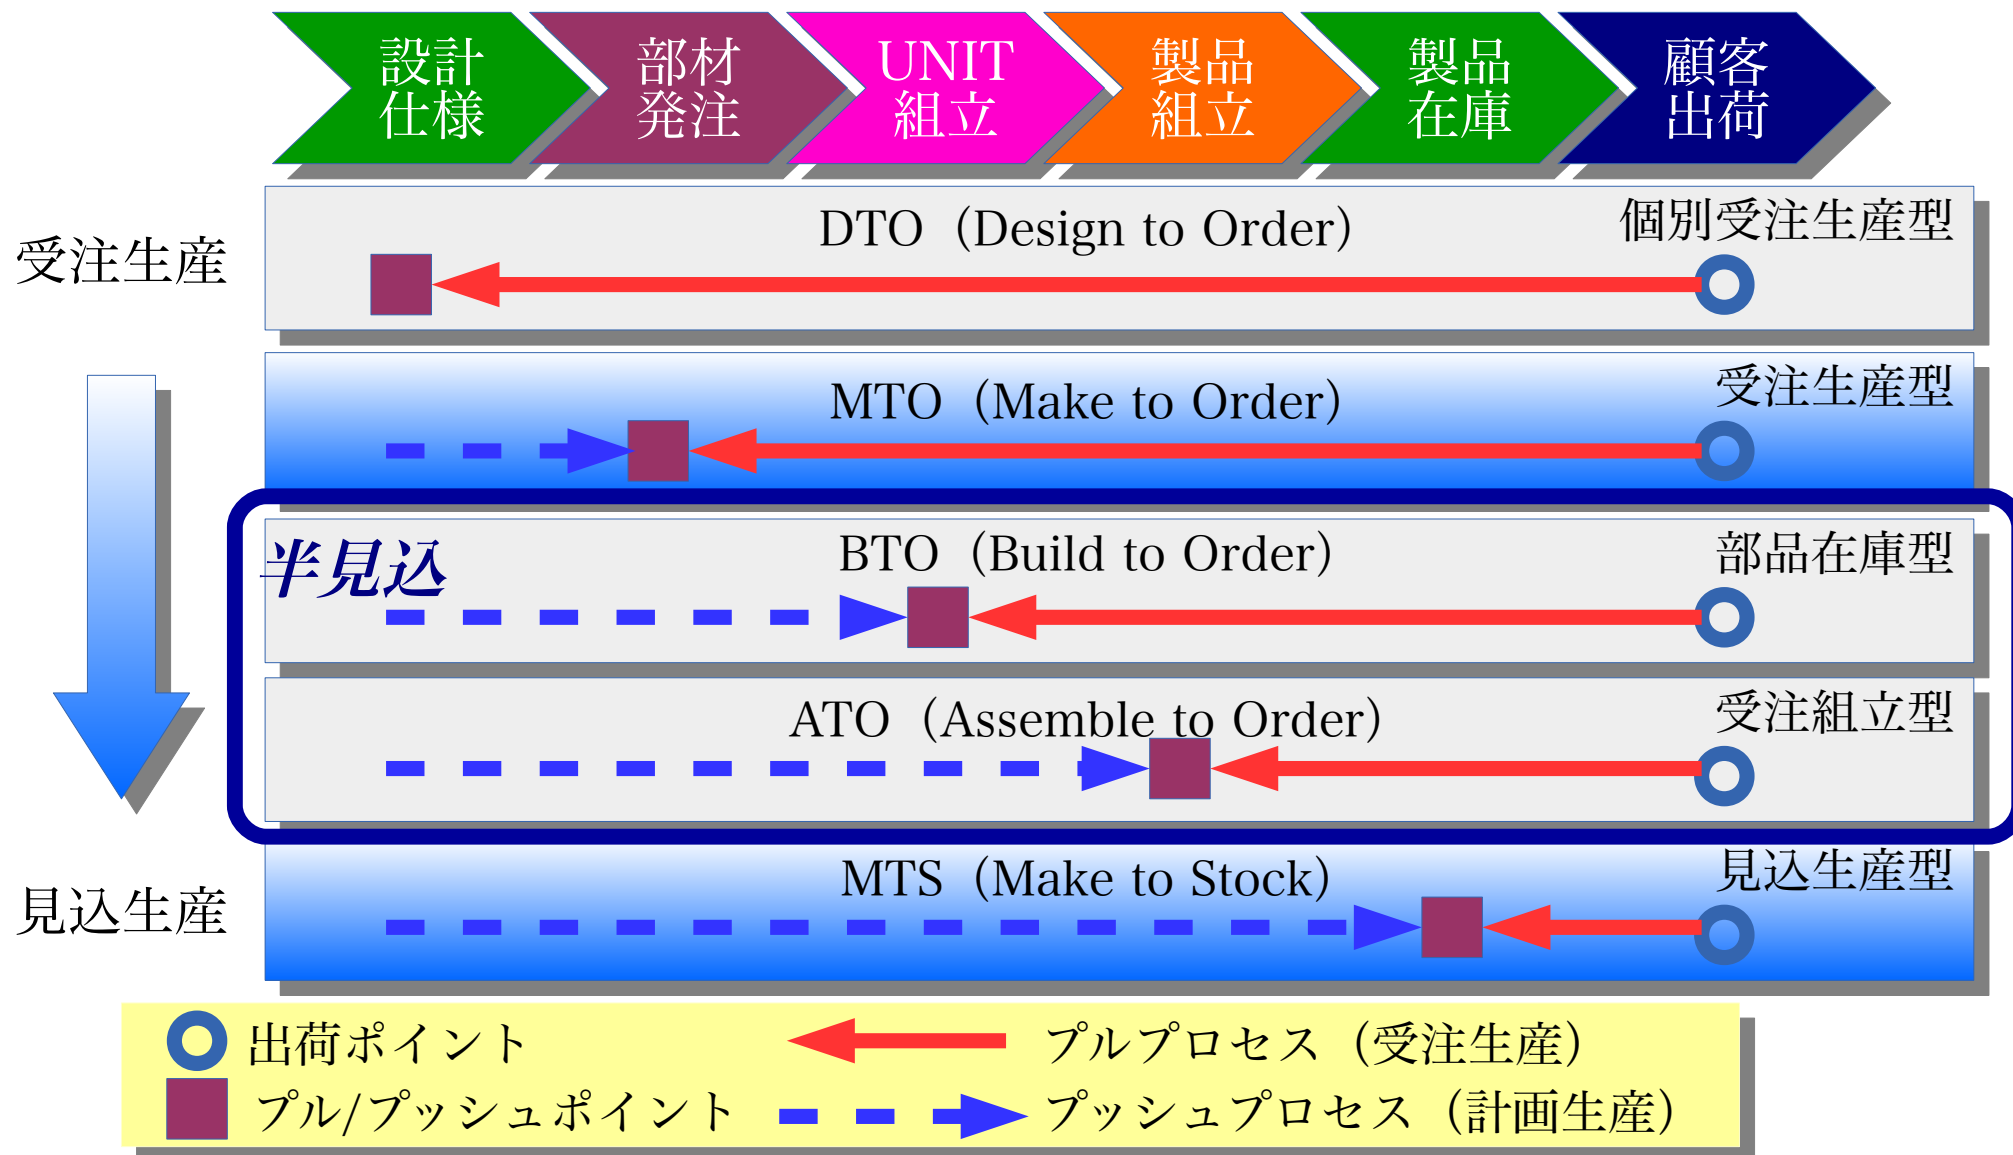 設計
仕様
部材
発注
UNIT
組立
製品
組立
製品
在庫
顧客
出荷
受注生産
DTO（Design to Order）
個別受注生産型
MTO（Make to Order）
受注生産型
半見込
BTO（Build to Order）
部品在庫型
ATO（Assemble to Order）
受注組立型
見込生産
MTS（Make to Stock）
見込生産型
出荷ポイント
プルプロセス（受注生産）
プル/プッシュポイント
プッシュプロセス（計画生産）